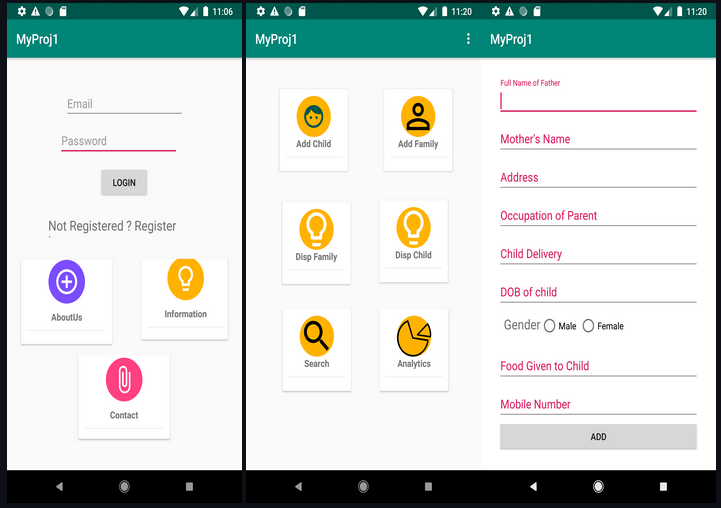 11:06
MyProj1
Email
Password
LOGIN
Not Registered ? Register
AboutUs
Information
Contact
11:20
MyProj1
Add Child
Add Family
Disp Family
Disp Child
Search
Analytics
11:20
MyProj1
Full Name of Father
Mother's Name
Address
Occupation of Parent
Child Delivery
DOB of child
Gender Male Female
Food Given to Child
Mobile Number
ADD